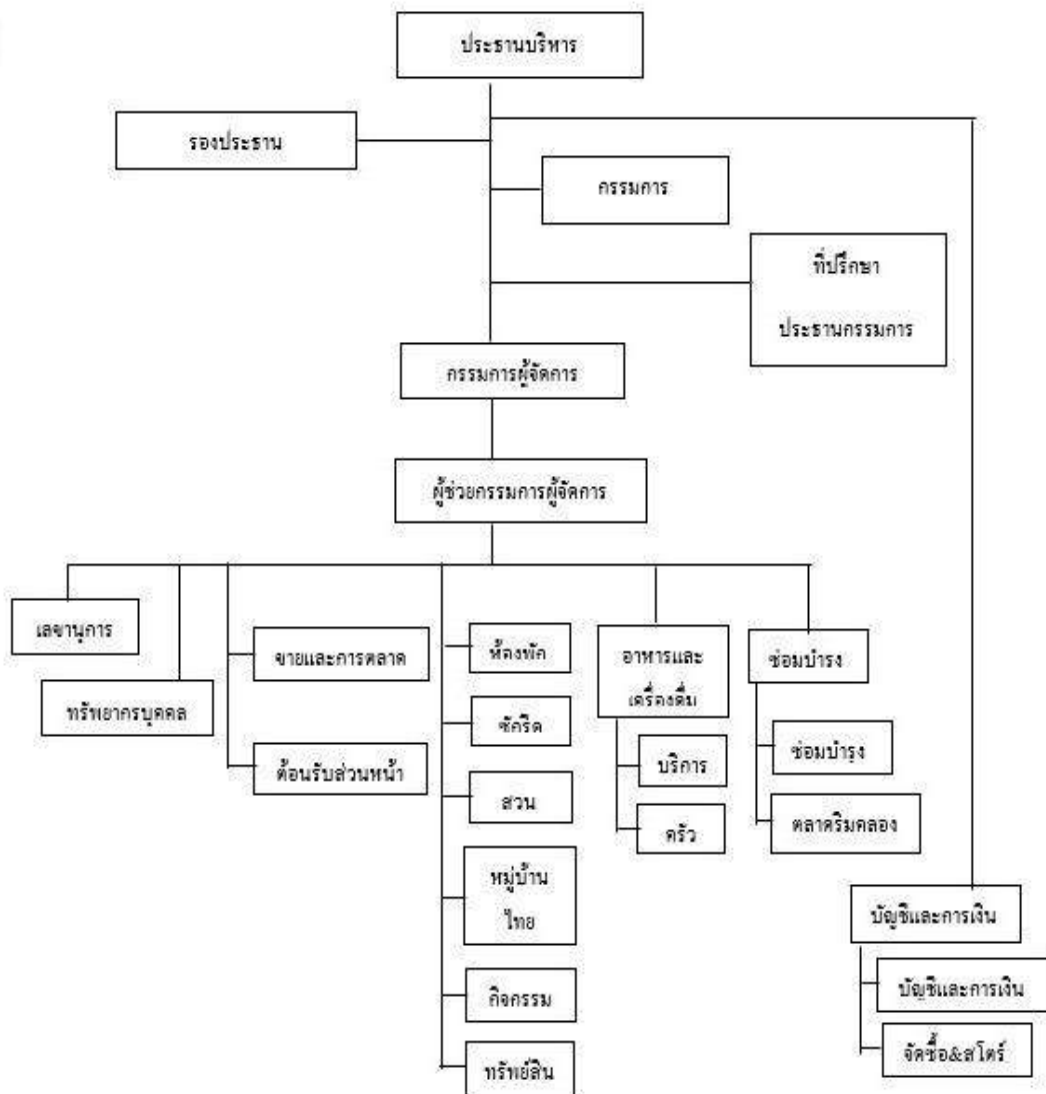 ประธานบริหาร
รองประธาน
กรรมการ
ที่ปรึกษา
ประธานกรรมการ
กรรมการผู้จัดการ
ผู้ช่วยกรรมการผู้จัดการ
เลขานุการ
ทรัพยากรบุคคล
ขายและการตลาด
ต้อนรับส่วนหน้า
ห้องพัก
ซักรีด
สวน
หมู่บ้าน
ไทย
กิจกรรม
ทรัพย์สิน
อาหารและ
เครื่องดื่ม
บริการ
ครัว
ซ่อมบำรุง
ซ่อมบำรุง
ตลาดริมคลอง
บัญชีและการเงิน
บัญชีและการเงิน
จัดซื้อ&สโตร์